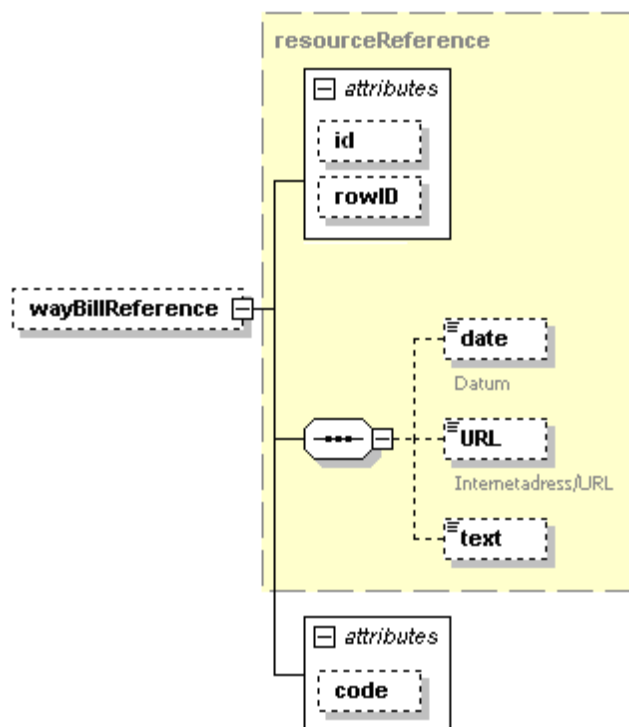 resourceReference
attributes
id
rowID
wayBillReference
date
Datum
URL
Internetadress/URL
text
attributes
code